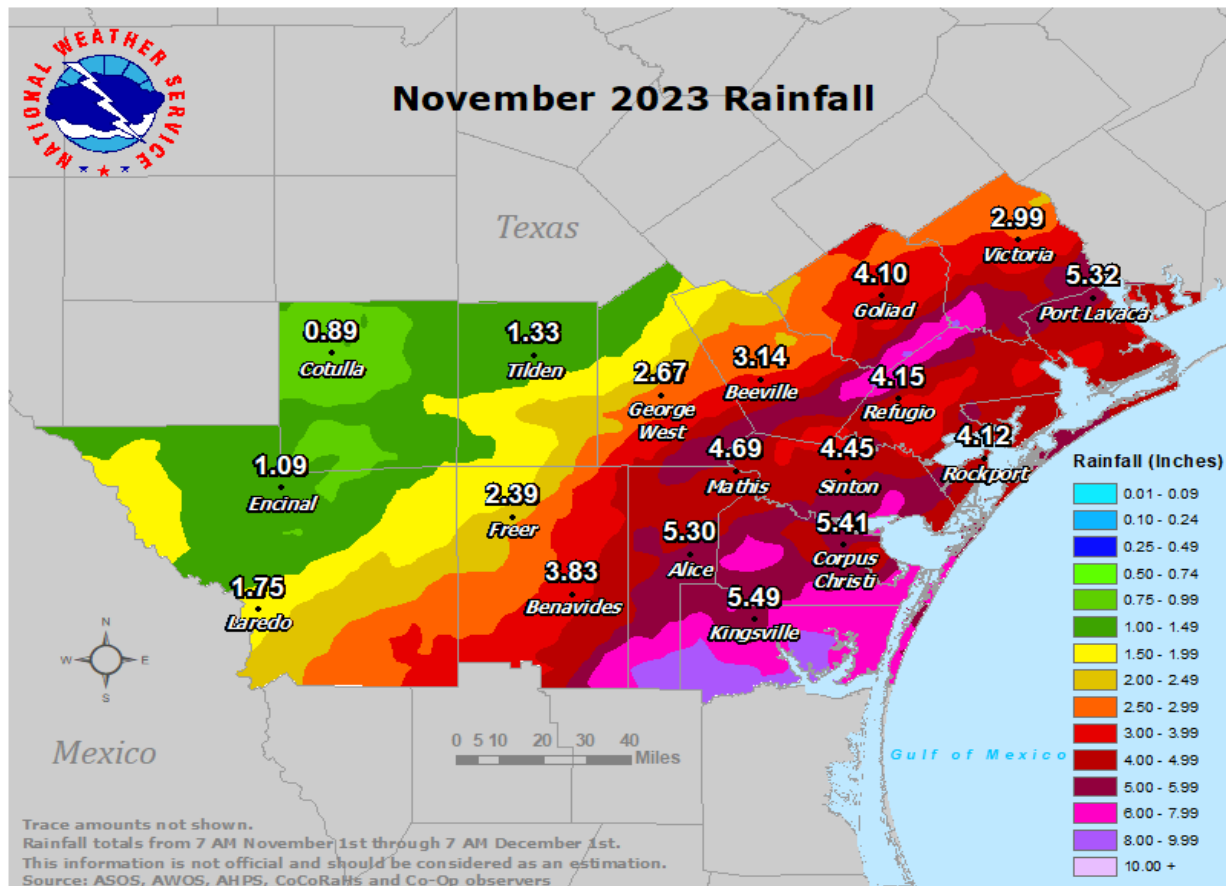 NATIONAL WEATHER SERVICE
November 2023 Rainfall
Texas
2.99
Victoria
4.10
Goliad
5.32
Port Lavaca
0.89
Cotulla
1.33
Tilden
2.67
George
West
3.14
Beeville
4.15
Refugio
1.09
Encinal
2.39
Freer
4.69
Mathis
4.45
Sinton
4.12
Rockport
1.75
Laredo
3.83
Benavides
5.30
Alice
5.41
Corpus
Christi
5.49
Kingsville
N
W E
S
Mexico
0 5 10 20 30 40
Miles
Gulf of Mexico
Rainfall (Inches)
0.01 - 0.09
0.10 - 0.24
0.25 - 0.49
0.50 - 0.74
0.75 - 0.99
1.00 - 1.49
1.50 - 1.99
2.00 - 2.49
2.50 - 2.99
3.00 - 3.99
4.00 - 4.99
5.00 - 5.99
6.00 - 7.99
8.00 - 9.99
10.00 +
Trace amounts not shown.
Rainfall totals from 7 AM November 1st through 7 AM December 1st.
This information is not official and should be considered as an estimation.
Source: ASOS, AWOS, AHPS, CoCoRaHs and Co-Op observers